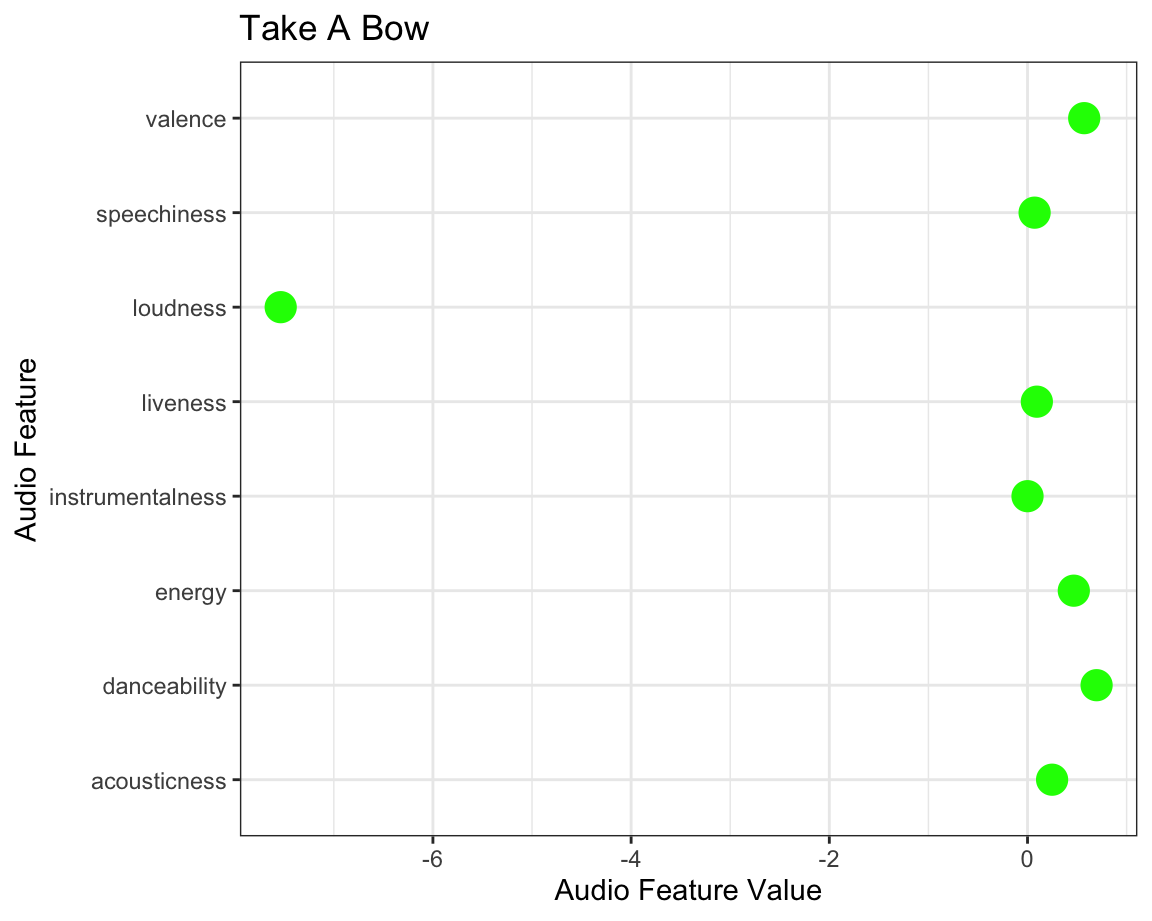 Take A Bow
valence
speechiness
loudness
liveness
instrumentalness
energy
danceability
acousticness
Audio Feature
-6
-4
-2
0
Audio Feature Value